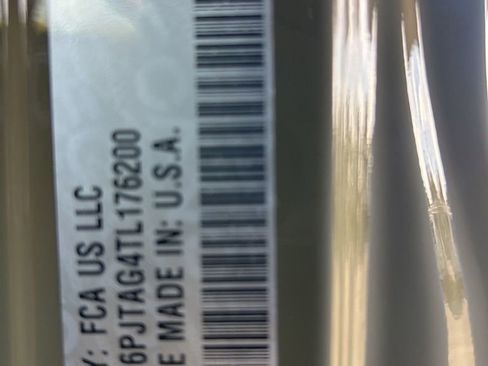 Y: FCA US LLC
6PJTAG4TL176200
E MADE IN: U.S.A.